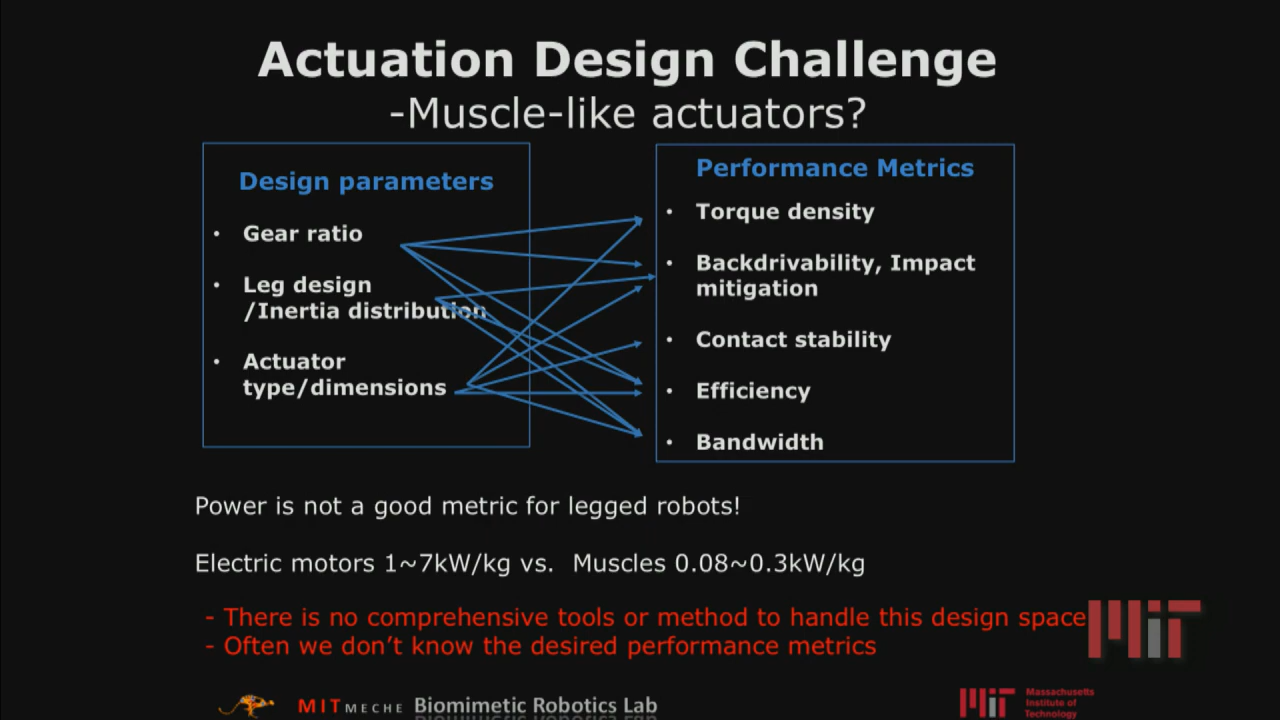 Actuation Design Challenge
-Muscle-like actuators?
Design parameters
• Gear ratio
• Leg design
/Inertia distribution
• Actuator
type/dimensions
Performance Metrics
• Torque density
• Backdrivability, Impact
mitigation
• Contact stability
• Efficiency
• Bandwidth
Power is not a good metric for legged robots!
Electric motors 1~7kW/kg vs.  Muscles 0.08~0.3kW/kg
- There is no comprehensive tools or method to handle this design space
- Often we don’t know the desired performance metrics
MIT
MIT MECHE Biomimetic Robotics Lab
MIT
Massachusetts
Institute of
Technology